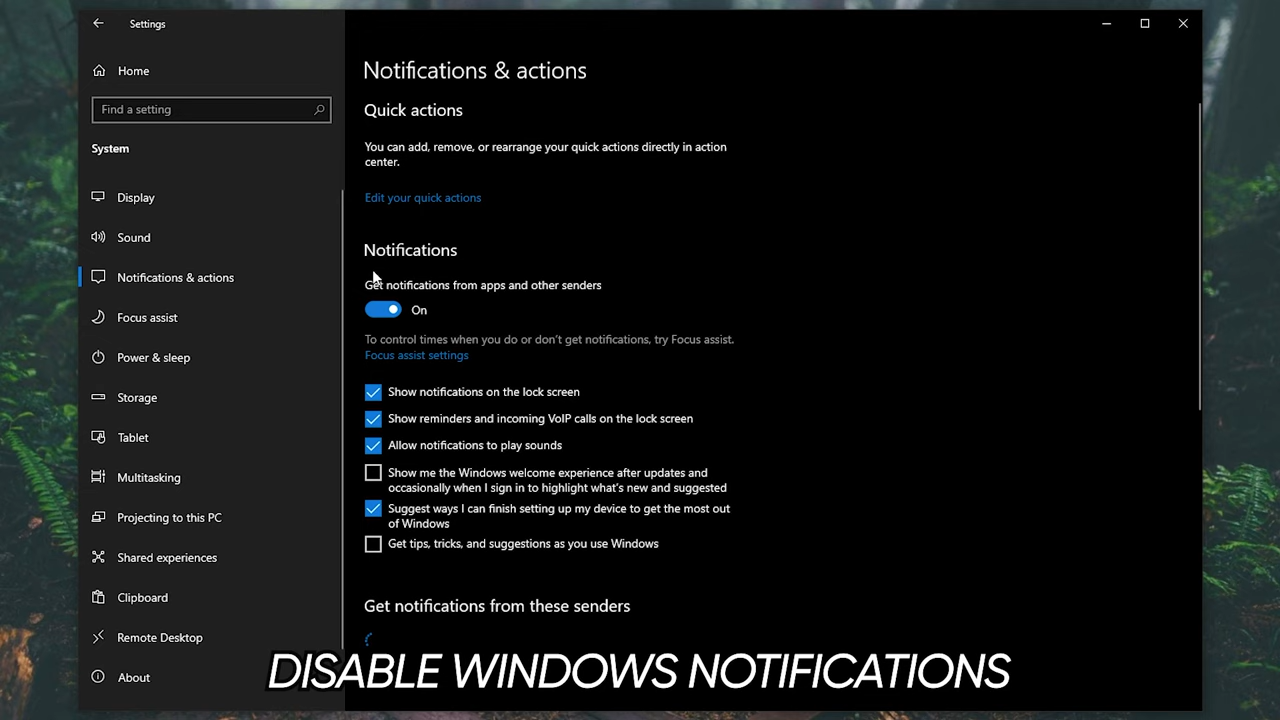 Settings
Home
Find a setting
System
Display
Sound
Notifications & actions
Focus assist
Power & sleep
Storage
Tablet
Multitasking
Projecting to this PC
Shared experiences
Clipboard
Remote Desktop
About
Notifications & actions
Quick actions
You can add, remove, or rearrange your quick actions directly in action
center.
Edit your quick actions
Notifications
Get notifications from apps and other senders
On
To control times when you do or don't get notifications, try Focus assist.
Focus assist settings
Show notifications on the lock screen
Show reminders and incoming VoIP calls on the lock screen
Allow notifications to play sounds
Show me the Windows welcome experience after updates and
occasionally when I sign in to highlight what's new and suggested
Suggest ways I can finish setting up my device to get the most out
of Windows
Get tips, tricks, and suggestions as you use Windows
Get notifications from these senders
DISABLE WINDOWS NOTIFICATIONS